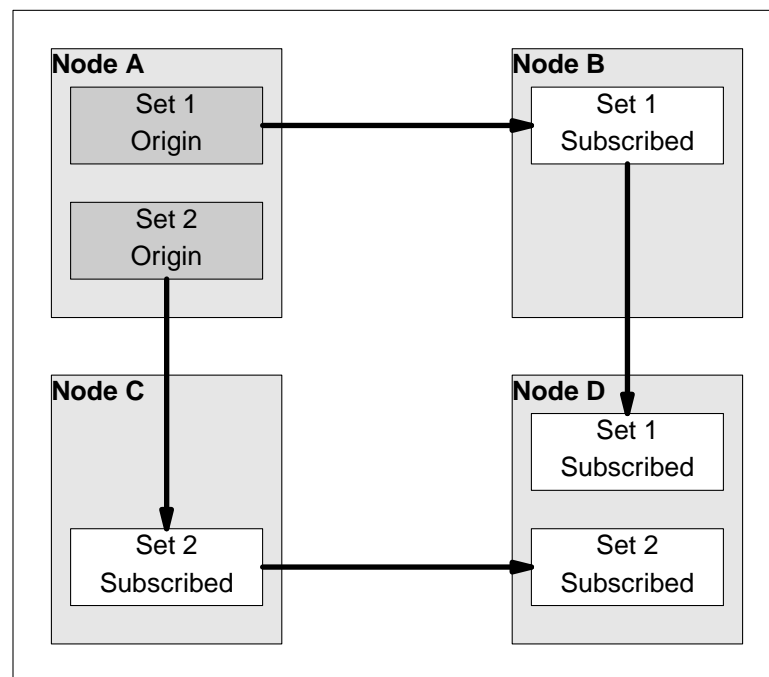 Node A
Set 1
Origin
Set 2
Origin
Node B
Set 1
Subscribed
Node C
Set 2
Subscribed
Node D
Set 1
Subscribed
Set 2
Subscribed